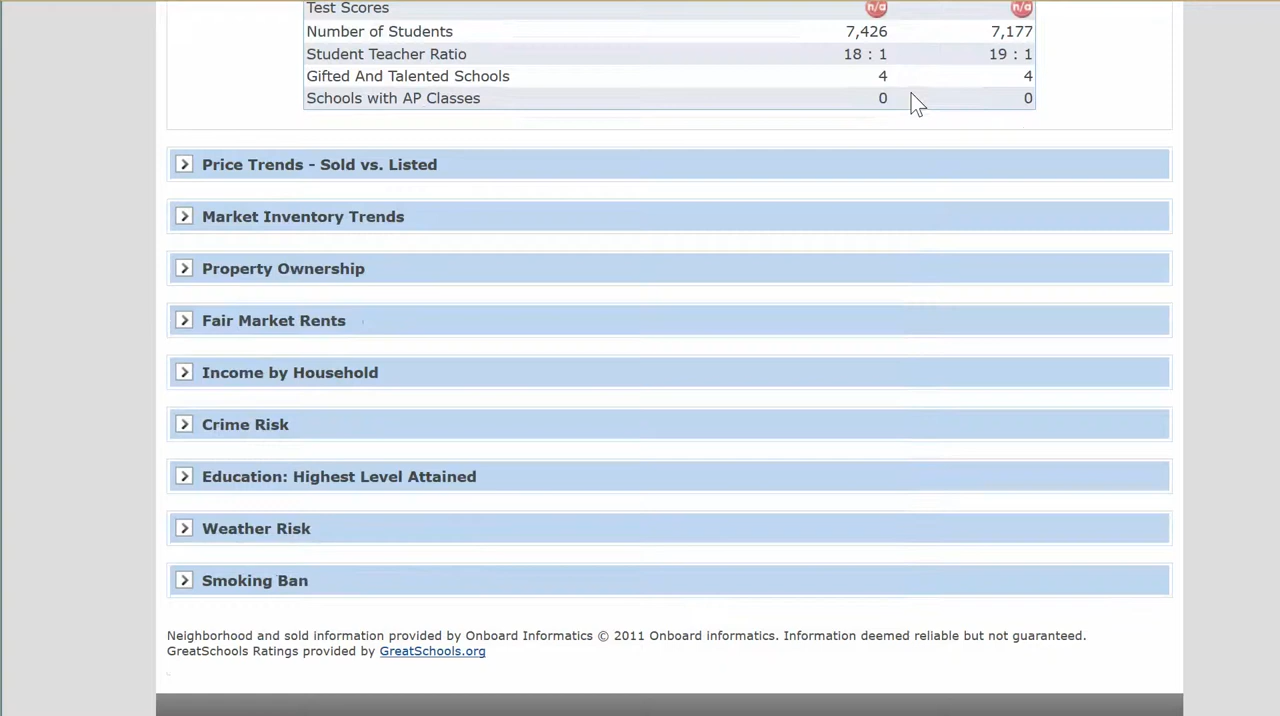 Test Scores n/a n/a
Number of Students 7,426 7,177
Student Teacher Ratio 18 : 1 19 : 1
Gifted And Talented Schools 4 4
Schools with AP Classes 0 0
Price Trends - Sold vs. Listed
Market Inventory Trends
Property Ownership
Fair Market Rents
Income by Household
Crime Risk
Education: Highest Level Attained
Weather Risk
Smoking Ban
Neighborhood and sold information provided by Onboard Informatics © 2011 Onboard informatics. Information deemed reliable but not guaranteed.
GreatSchools Ratings provided by GreatSchools.org